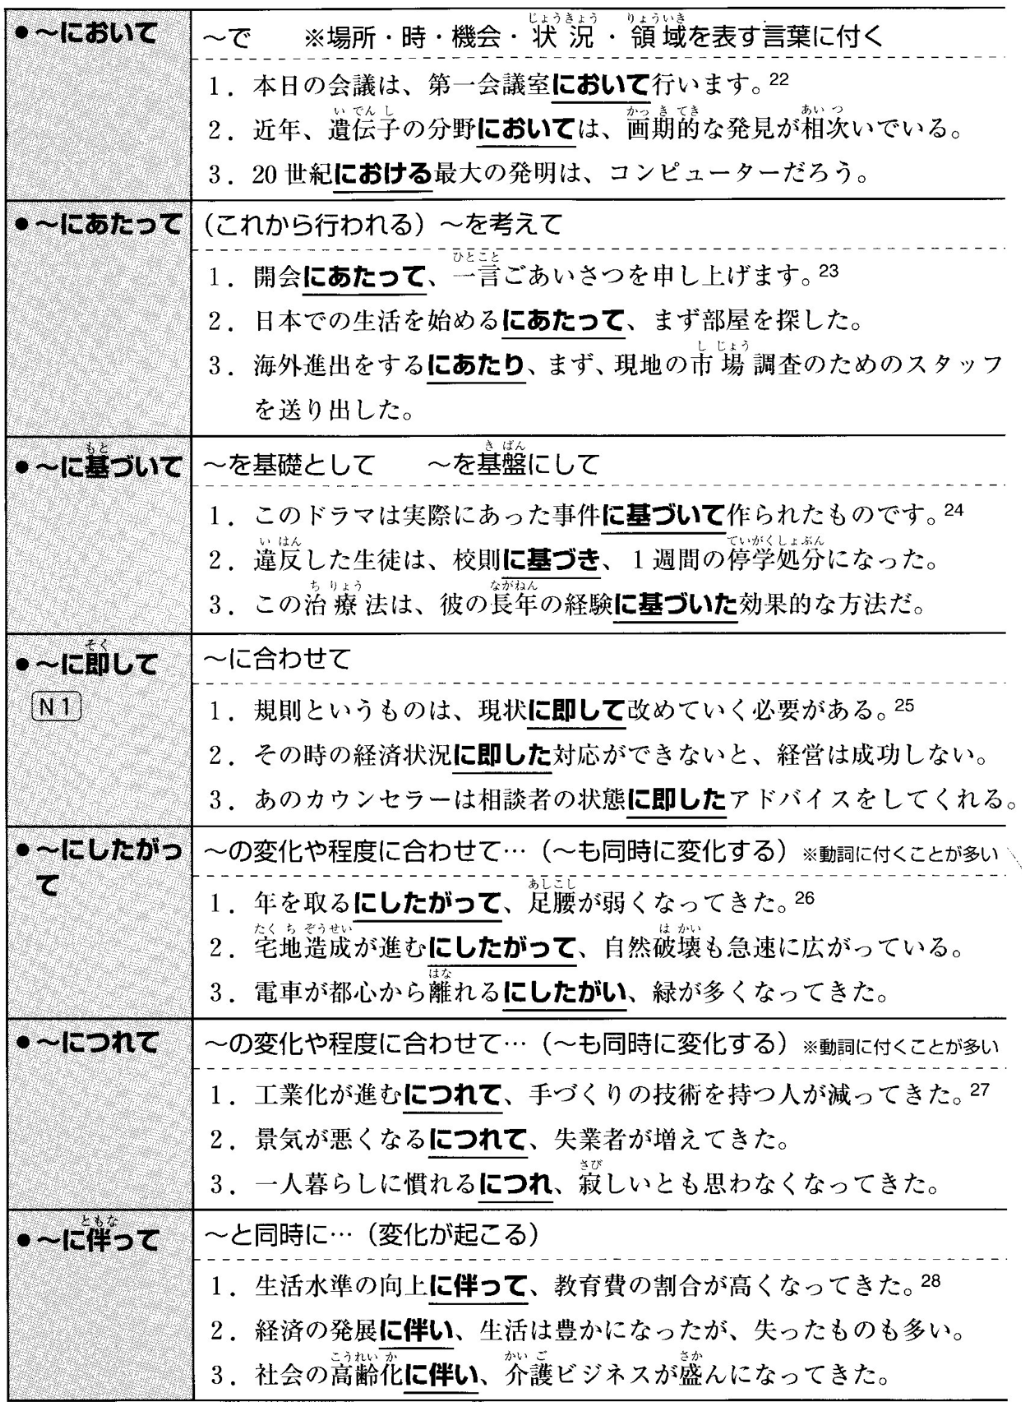 ●～において
～で　※場所・時・機会・状況・領域を表す言葉に付く
1．本日の会議は、第一会議室において行います。22
2．近年、遺伝子の分野においては、画期的な発見が相次いでいる。
3．20世紀における最大の発明は、コンピューターだろう。
●～にあたって
（これから行われる）～を考えて
1．開会にあたって、一言ごあいさつを申し上げます。23
2．日本での生活を始めるにあたって、まず部屋を探した。
3．海外進出をするにあたり、まず、現地の市場調査のためのスタッフ
を送り出した。
●～に基づいて
～を基礎として　～を基盤にして
1．このドラマは実際にあった事件に基づいて作られたものです。24
2．違反した生徒は、校則に基づき、1週間の停学処分になった。
3．この治療法は、彼の長年の経験に基づいた効果的な方法だ。
●～に即して
N1
～に合わせて
1．規則というものは、現状に即して改めていく必要がある。25
2．その時の経済状況に即した対応ができないと、経営は成功しない。
3．あのカウンセラーは相談者の状態に即したアドバイスをしてくれる。
●～にしたがっ
て
～の変化や程度に合わせて…（～も同時に変化する）※動詞に付くことが多い
1．年を取るにしたがって、足腰が弱くなってきた。26
2．宅地造成が進むにしたがって、自然破壊も急速に広がっている。
3．電車が都心から離れるにしたがい、緑が多くなってきた。
●～につれて
～の変化や程度に合わせて…（～も同時に変化する）※動詞に付くことが多い
1．工業化が進むにつれて、手づくりの技術を持つ人が減ってきた。27
2．景気が悪くなるにつれて、失業者が増えてきた。
3．一人暮らしに慣れるにつれ、寂しいとも思わなくなってきた。
●～に伴って
～と同時に…（変化が起こる）
1．生活水準の向上に伴って、教育費の割合が高くなってきた。28
2．経済の発展に伴い、生活は豊かになったが、失ったものも多い。
3．社会の高齢化に伴い、介護ビジネスが盛んになってきた。